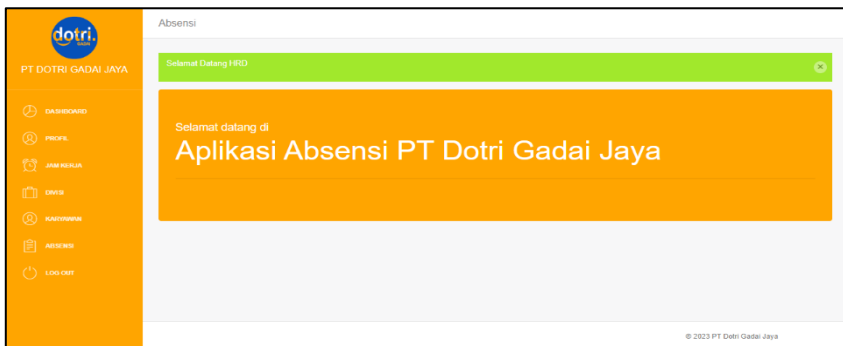 dotri.
GADAI
PT DOTRI GADAI JAYA
DASHBOARD
PROFIL
JAM KERJA
DIVISI
KARYAWAN
ABSENSI
LOG OUT
Absensi
Selamat Datang HRD
Selamat datang di
Aplikasi Absensi PT Dotri Gadai Jaya
© 2023 PT Dotri Gadai Jaya